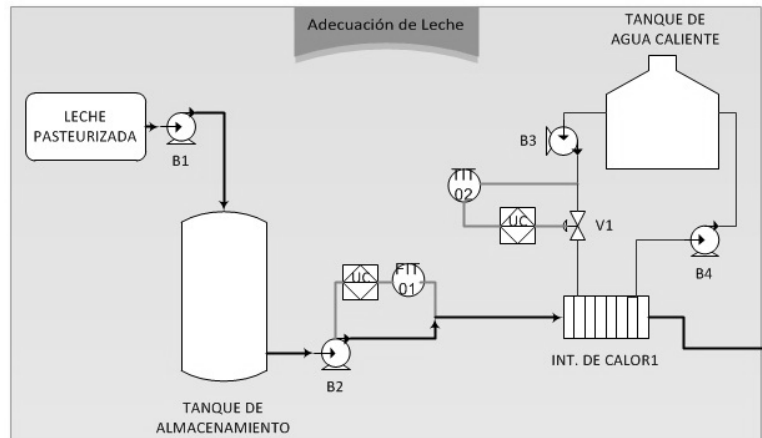 Adecuación de Leche
TANQUE DE
AGUA CALIENTE
LECHE
PASTEURIZADA
B1
B3
TIT
02
UC
V1
B4
UC
FIT
01
B2
INT. DE CALOR1
TANQUE DE
ALMACENAMIENTO